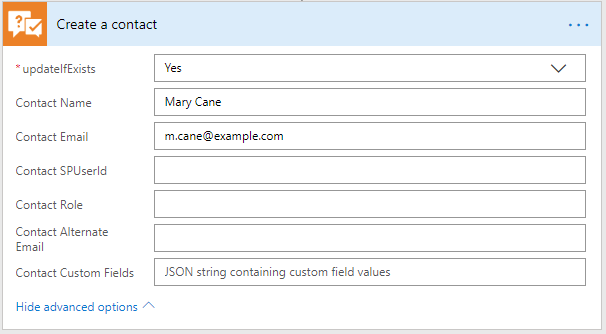 Create a contact
* updateIfExists Yes
Contact Name Mary Cane
Contact Email m.cane@example.com
Contact SPUserId
Contact Role
Contact Alternate
Email
Contact Custom Fields JSON string containing custom field values
Hide advanced options